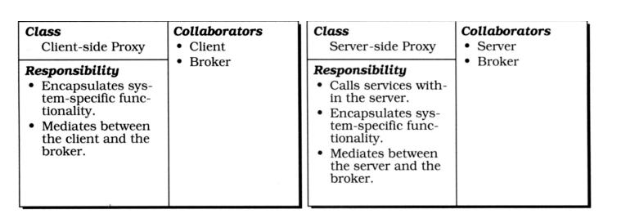 Class
Client-side Proxy
Collaborators
• Client
• Broker
Responsibility
• Encapsulates sys-
tem-specific func-
tionality.
• Mediates between
the client and the
broker.
Class
Server-side Proxy
Collaborators
• Server
• Broker
Responsibility
• Calls services with-
in the server.
• Encapsulates sys-
tem-specific func-
tionality.
• Mediates between
the server and the
broker.